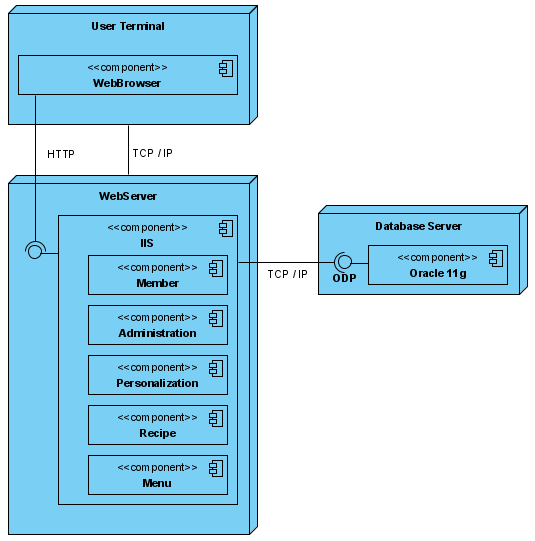 User Terminal
<<component>>
WebBrowser
HTTP
TCP / IP
WebServer
<<component>>
IIS
<<component>>
Member
<<component>>
Administration
<<component>>
Personalization
<<component>>
Recipe
<<component>>
Menu
TCP / IP
Database Server
<<component>>
Oracle 11g
ODP